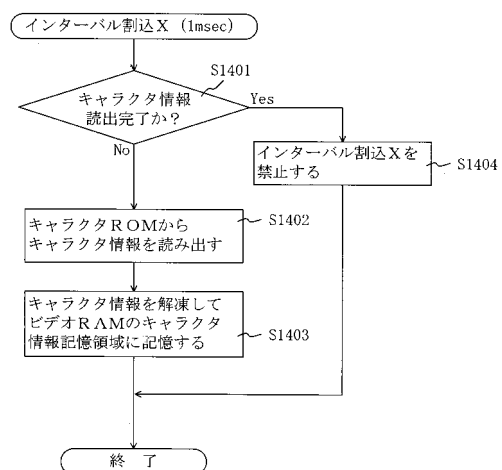 インターバル割込X (1msec)
S1401
キャラクタ情報
読出完了か？
Yes
No
インターバル割込Xを
禁止する
S1404
キャラクタROMから
キャラクタ情報を読み出す
S1402
キャラクタ情報を解凍して
ビデオRAMのキャラクタ
情報記憶領域に記憶する
S1403
終 了